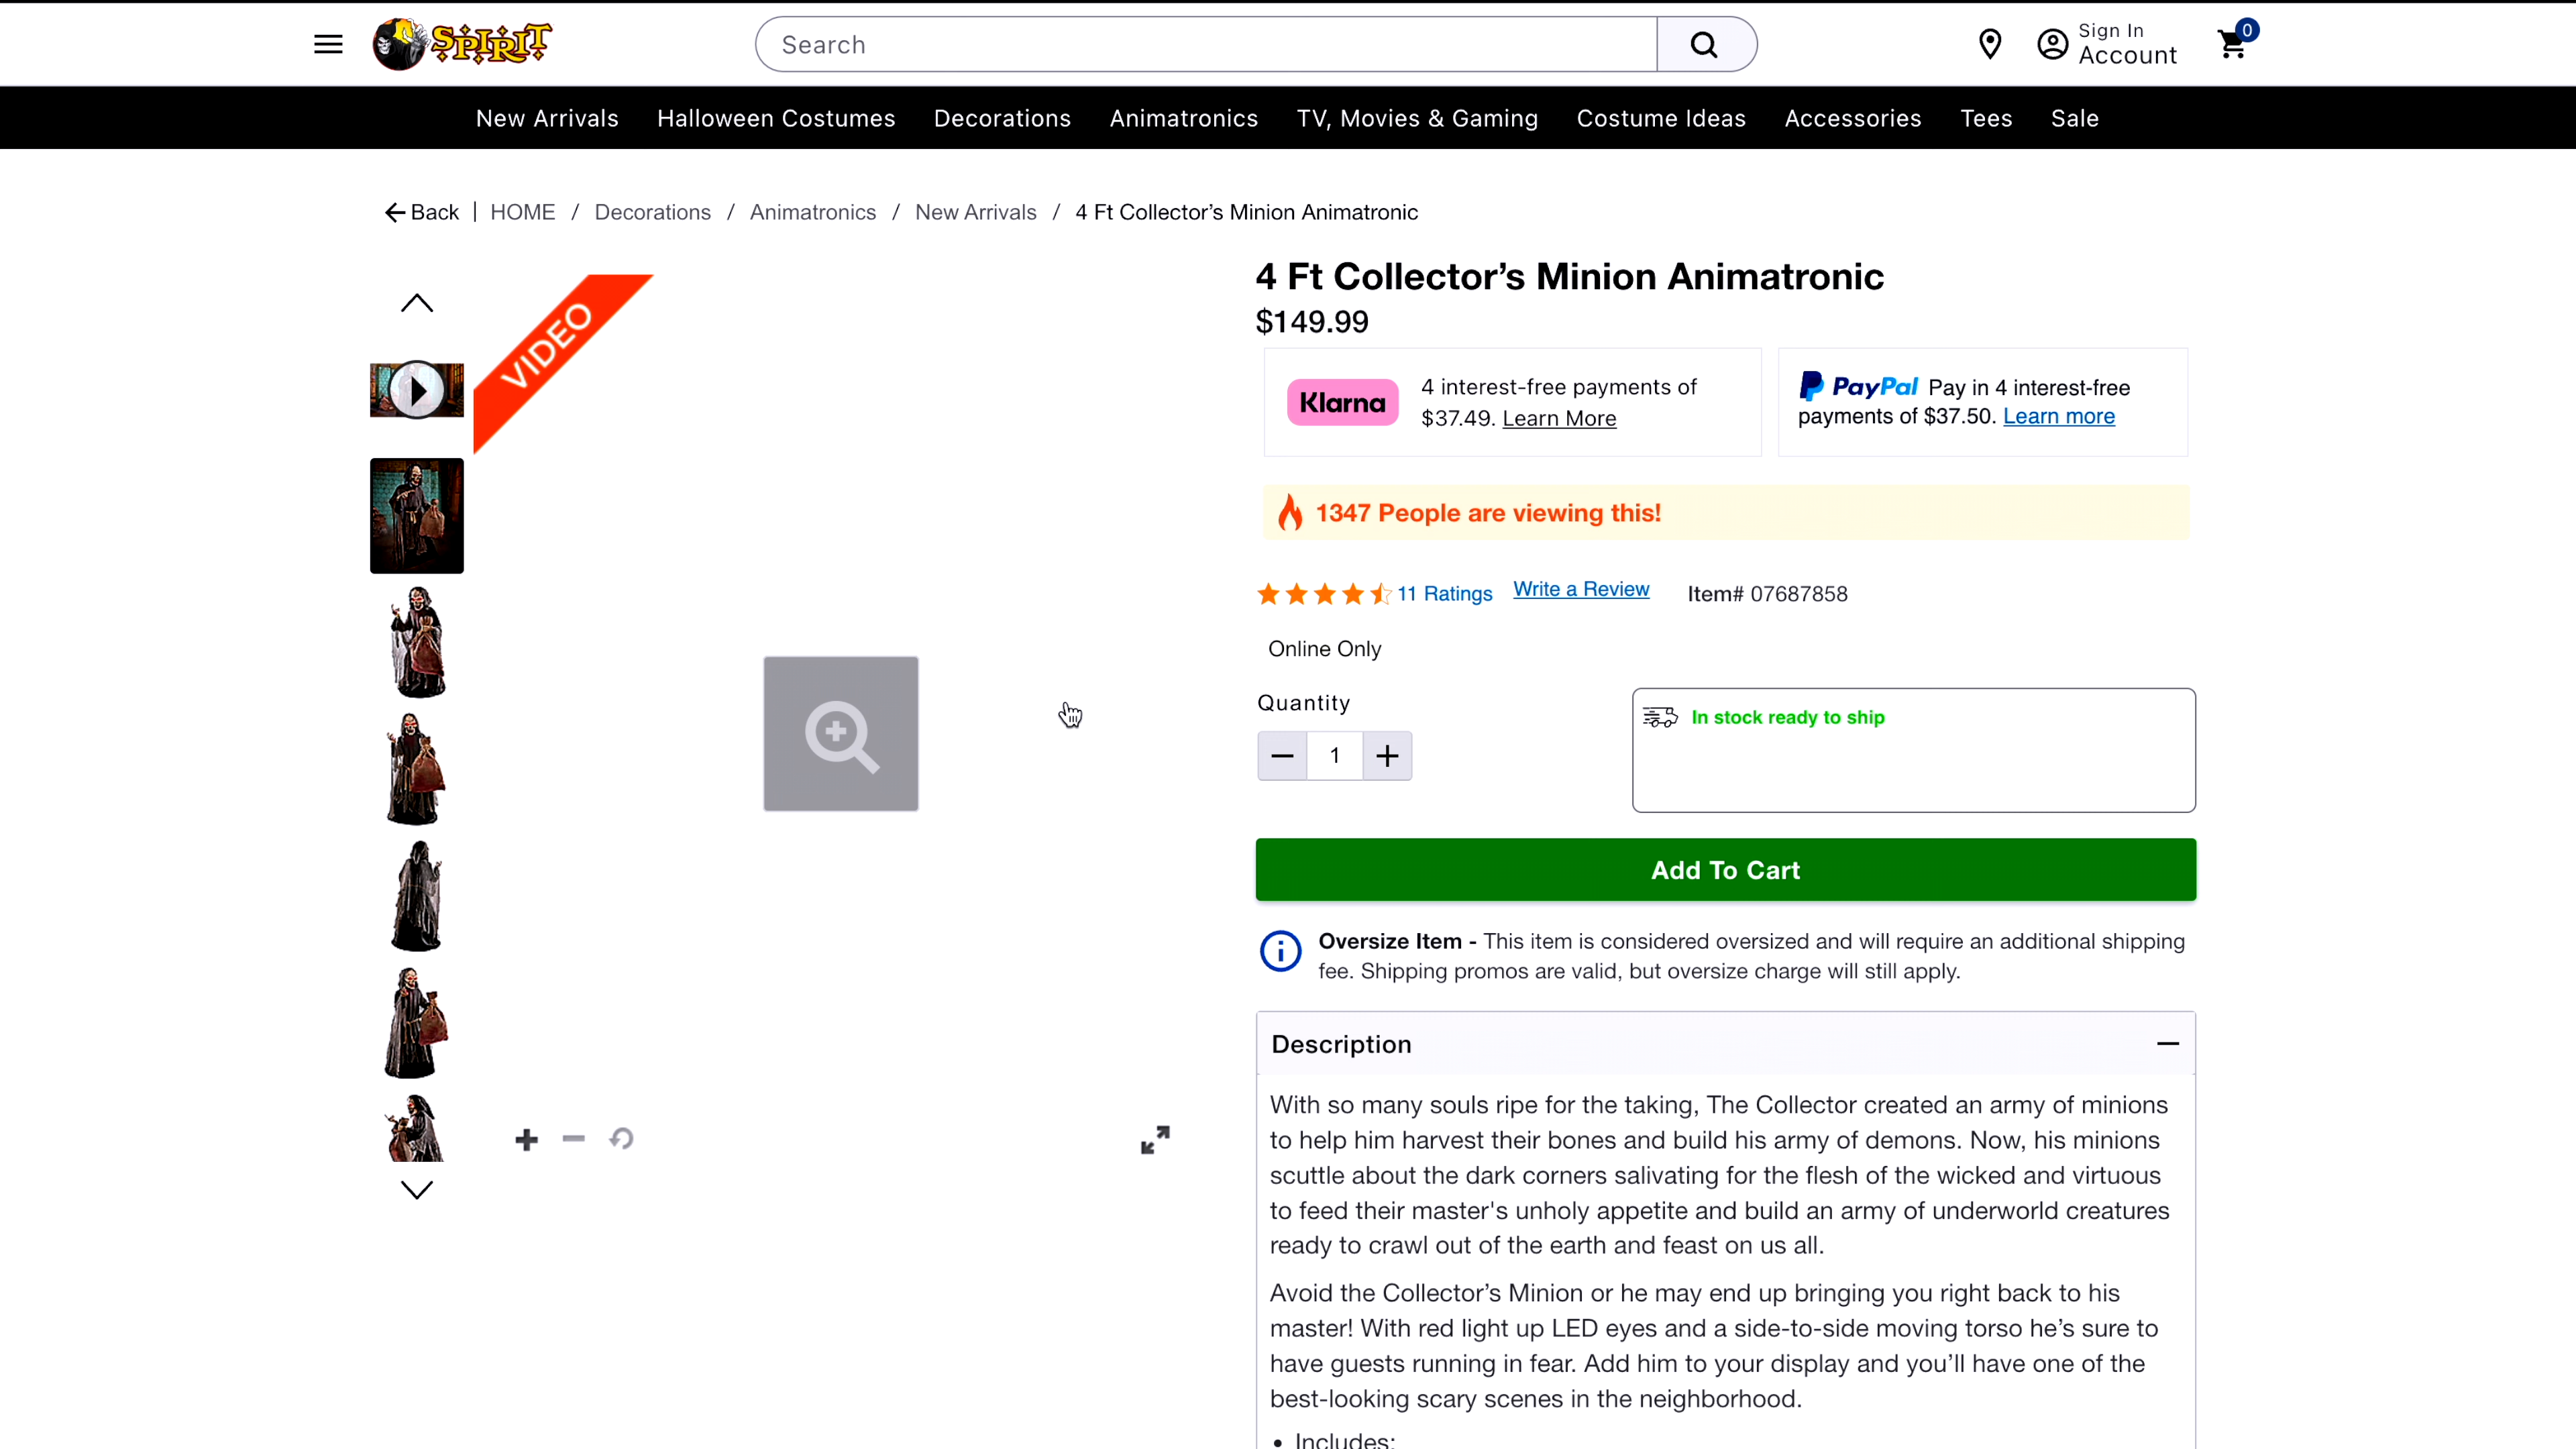 SPIRIT
Search
Sign In
Account
0
New Arrivals Halloween Costumes Decorations Animatronics TV, Movies & Gaming Costume Ideas Accessories Tees Sale
Back | HOME / Decorations / Animatronics / New Arrivals / 4 Ft Collector’s Minion Animatronic
VIDEO
4 Ft Collector’s Minion Animatronic
$149.99
Klarna
4 interest-free payments of
$37.49. Learn More
PayPal Pay in 4 interest-free
payments of $37.50. Learn more
1347 People are viewing this!
11 Ratings Write a Review Item# 07687858
Online Only
Quantity
1
In stock ready to ship
Add To Cart
Oversize Item - This item is considered oversized and will require an additional shipping
fee. Shipping promos are valid, but oversize charge will still apply.
Description
With so many souls ripe for the taking, The Collector created an army of minions
to help him harvest their bones and build his army of demons. Now, his minions
scuttle about the dark corners salivating for the flesh of the wicked and virtuous
to feed their master's unholy appetite and build an army of underworld creatures
ready to crawl out of the earth and feast on us all.
Avoid the Collector’s Minion or he may end up bringing you right back to his
master! With red light up LED eyes and a side-to-side moving torso he’s sure to
have guests running in fear. Add him to your display and you’ll have one of the
best-looking scary scenes in the neighborhood.
• Includes: